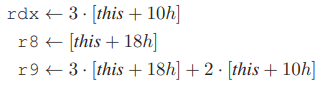 rdx ← 3 · [this + 10h]
r8 ← [this + 18h]
r9 ← 3 · [this + 18h] + 2 · [this + 10h]